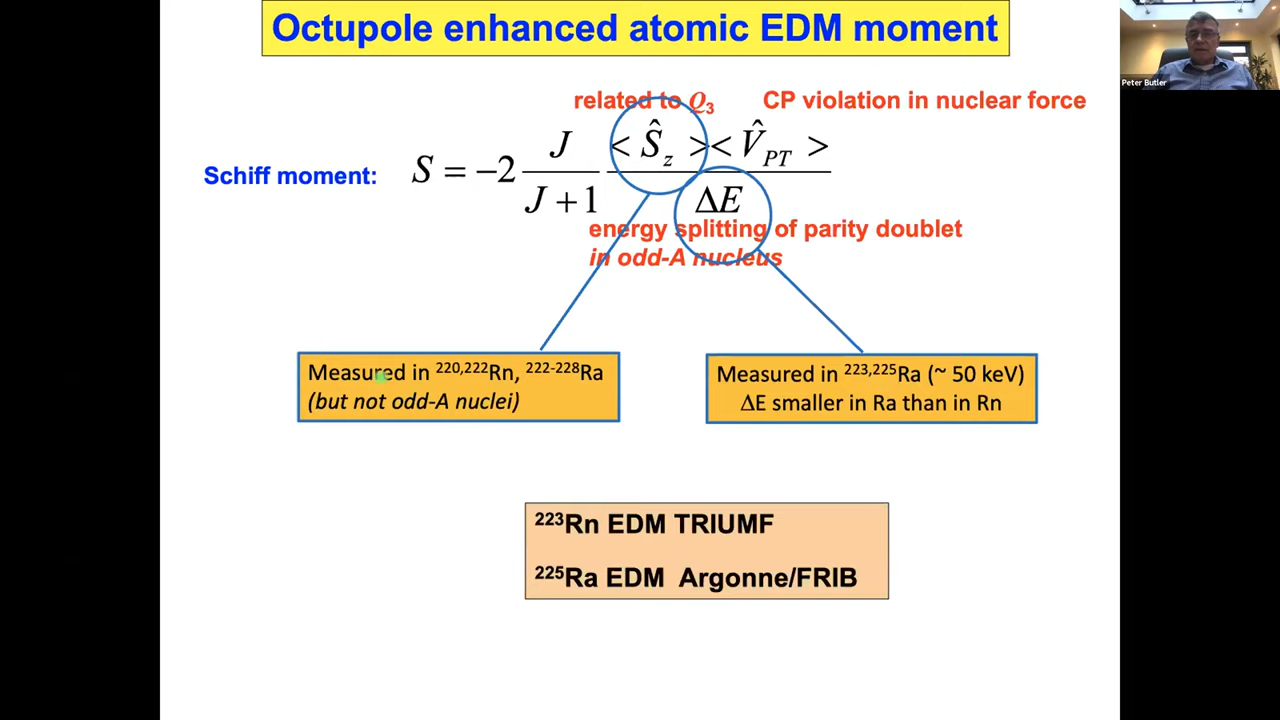 Octupole enhanced atomic EDM moment
Peter Butler
related to Q₃ CP violation in nuclear force
Schiff moment: S = −2 J/(J + 1) <Ŝ_z><V̂_PT>/ΔE
energy splitting of parity doublet
in odd-A nucleus
Measured in ²²⁰,²²²Rn, ²²²⁻²²⁸Ra
(but not odd-A nuclei)
Measured in ²²³,²²⁵Ra (~ 50 keV)
ΔE smaller in Ra than in Rn
²²³Rn EDM TRIUMF
²²⁵Ra EDM Argonne/FRIB